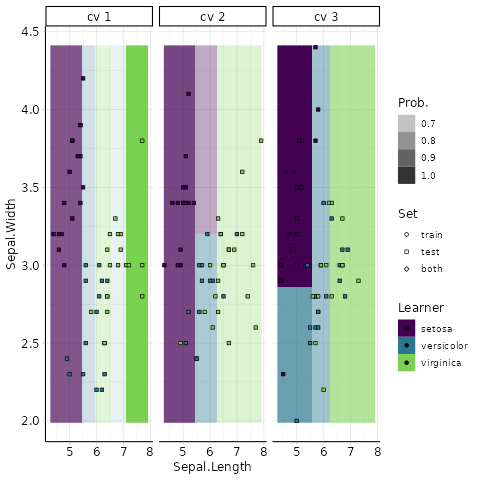 cv 1 cv 2 cv 3
4.5
4.0
3.5
3.0
2.5
2.0
Sepal.Width
5 6 7 8 5 6 7 8 5 6 7 8
Sepal.Length
Prob.
0.7
0.8
0.9
1.0
Set
train
test
both
Learner
setosa
versicolor
virginica